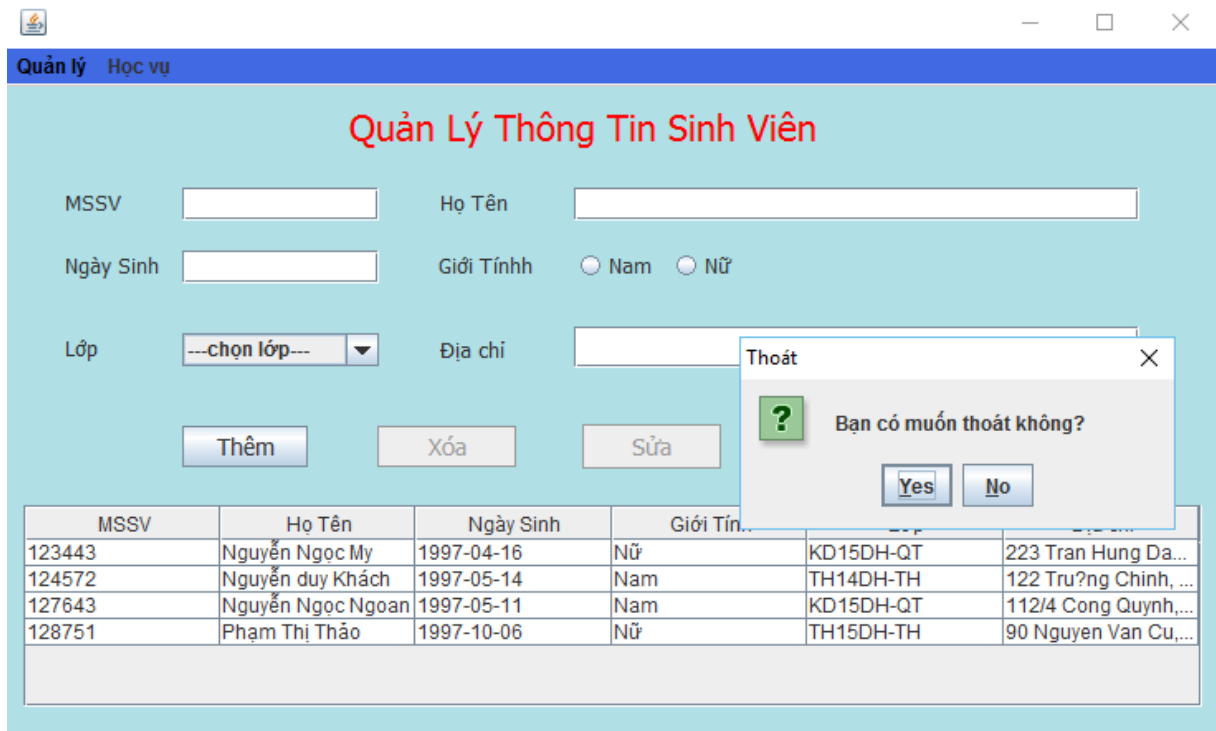 Quản lý Học vụ
Quản Lý Thông Tin Sinh Viên
MSSV Họ Tên
Ngày Sinh Giới Tínhh Nam Nữ
Lớp ---chọn lớp--- Địa chỉ
Thoát
Bạn có muốn thoát không?
Yes No
Thêm Xóa Sửa
MSSV Họ Tên Ngày Sinh Giới Tính
123443 Nguyễn Ngọc My 1997-04-16 Nữ KD15DH-QT 223 Tran Hung Da...
124572 Nguyễn duy Khách 1997-05-14 Nam TH14DH-TH 122 Tru?ng Chinh, ...
127643 Nguyễn Ngọc Ngoan 1997-05-11 Nam KD15DH-QT 112/4 Cong Quynh,...
128751 Phạm Thị Thảo 1997-10-06 Nữ TH15DH-TH 90 Nguyen Van Cu,...